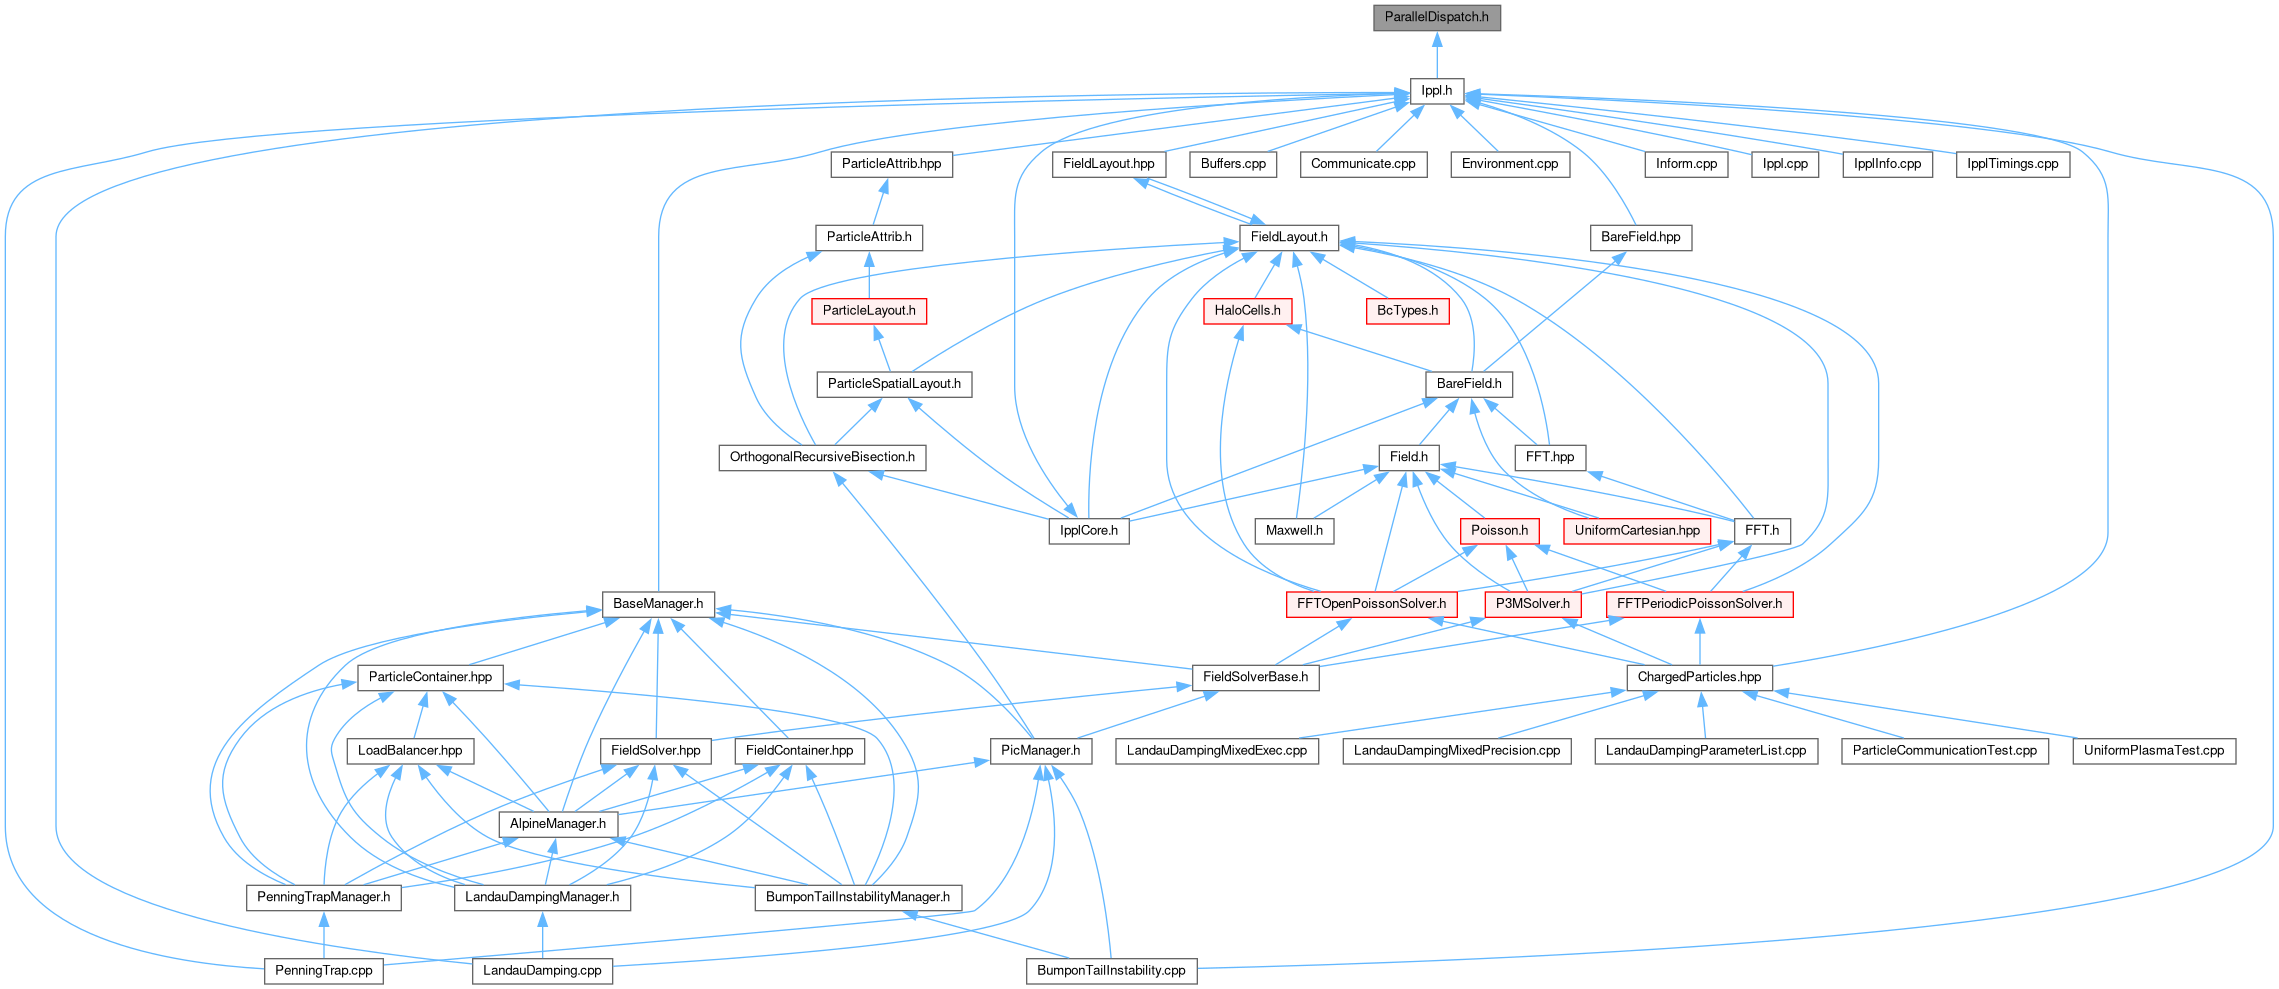 ParallelDispatch.h
Ippl.h
ParticleAttrib.hpp
FieldLayout.hpp
Buffers.cpp
Communicate.cpp
Environment.cpp
Inform.cpp
Ippl.cpp
IpplInfo.cpp
IpplTimings.cpp
ParticleAttrib.h
FieldLayout.h
BareField.hpp
ParticleLayout.h
HaloCells.h
BcTypes.h
ParticleSpatialLayout.h
BareField.h
OrthogonalRecursiveBisection.h
Field.h
FFT.hpp
IpplCore.h
Maxwell.h
Poisson.h
UniformCartesian.hpp
FFT.h
BaseManager.h
FFTOpenPoissonSolver.h
P3MSolver.h
FFTPeriodicPoissonSolver.h
ParticleContainer.hpp
FieldSolverBase.h
ChargedParticles.hpp
LoadBalancer.hpp
FieldSolver.hpp
FieldContainer.hpp
PicManager.h
LandauDampingMixedExec.cpp
LandauDampingMixedPrecision.cpp
LandauDampingParameterList.cpp
ParticleCommunicationTest.cpp
UniformPlasmaTest.cpp
AlpineManager.h
PenningTrapManager.h
LandauDampingManager.h
BumponTailInstabilityManager.h
PenningTrap.cpp
LandauDamping.cpp
BumponTailInstability.cpp